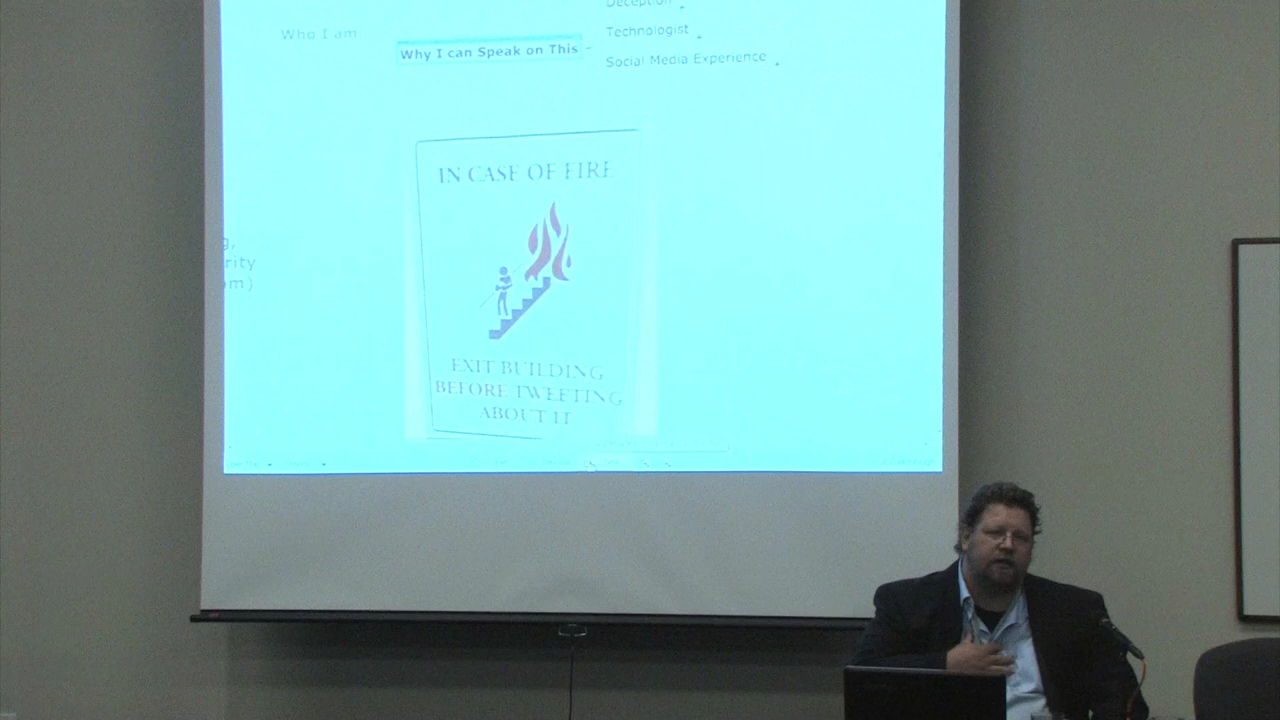 Deception
Who I am
Technologist
Why I can Speak on This -
Social Media Experience
IN CASE OF FIRE
g,
rity
om)
EXIT BUILDING
BEFORE TWEETING
ABOUT IT